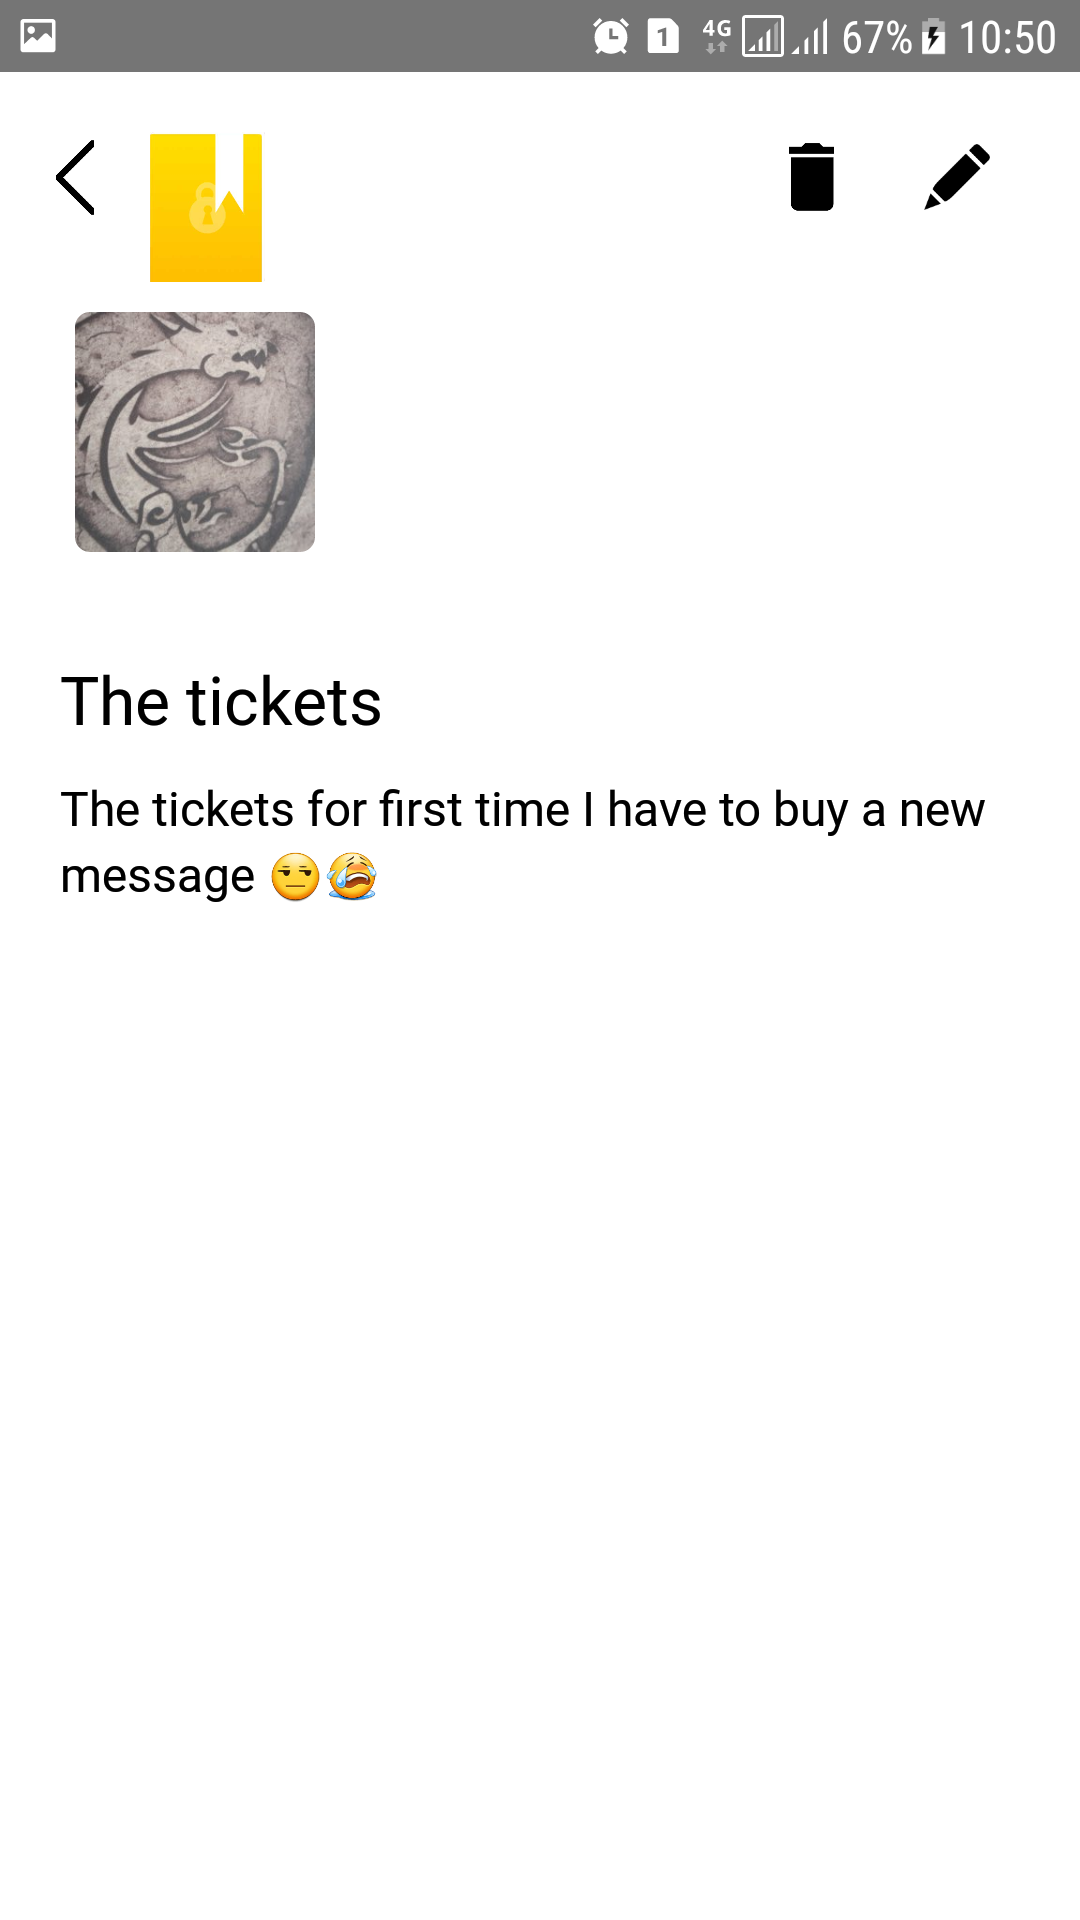 1 4G 67% 10:50
The tickets
The tickets for first time I have to buy a new
message 😒😭